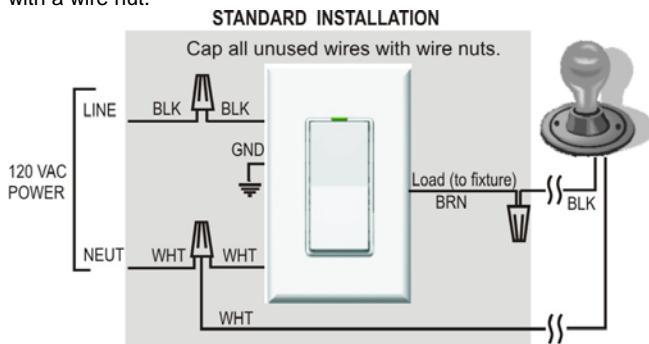 with a wire nut.
STANDARD INSTALLATION
Cap all unused wires with wire nuts.
LINE
BLK
BLK
GND
120 VAC
POWER
Load (to fixture)
BRN
BLK
NEUT
WHT
WHT
WHT